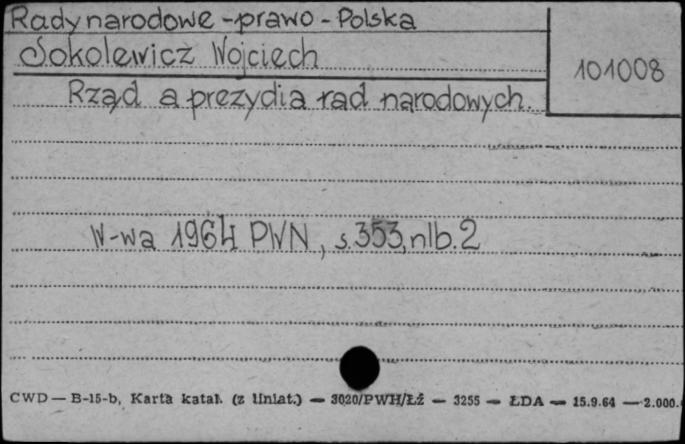 Rady narodowe - prawo - Polska
Sokolewicz Wojciech
101008
Rząd a prezydia rad narodowych.
W-wa 1964 PWN, s. 353, nlb. 2
CWD — B-15-b, Karta katal. (z liniat.) — 3020/PWH/ŁŻ — 3255 — ŁDA — 15.9.64 — 2.000.